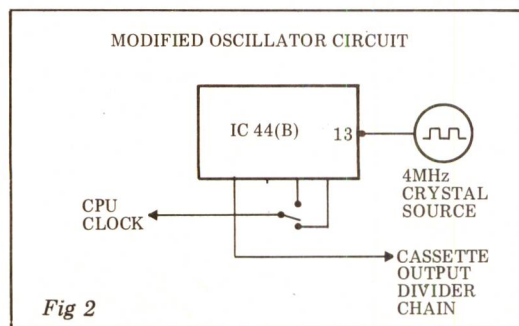 MODIFIED OSCILLATOR CIRCUIT
IC 44(B)
13
4MHz
CRYSTAL
SOURCE
CPU
CLOCK
CASSETTE
OUTPUT
DIVIDER
CHAIN
Fig 2